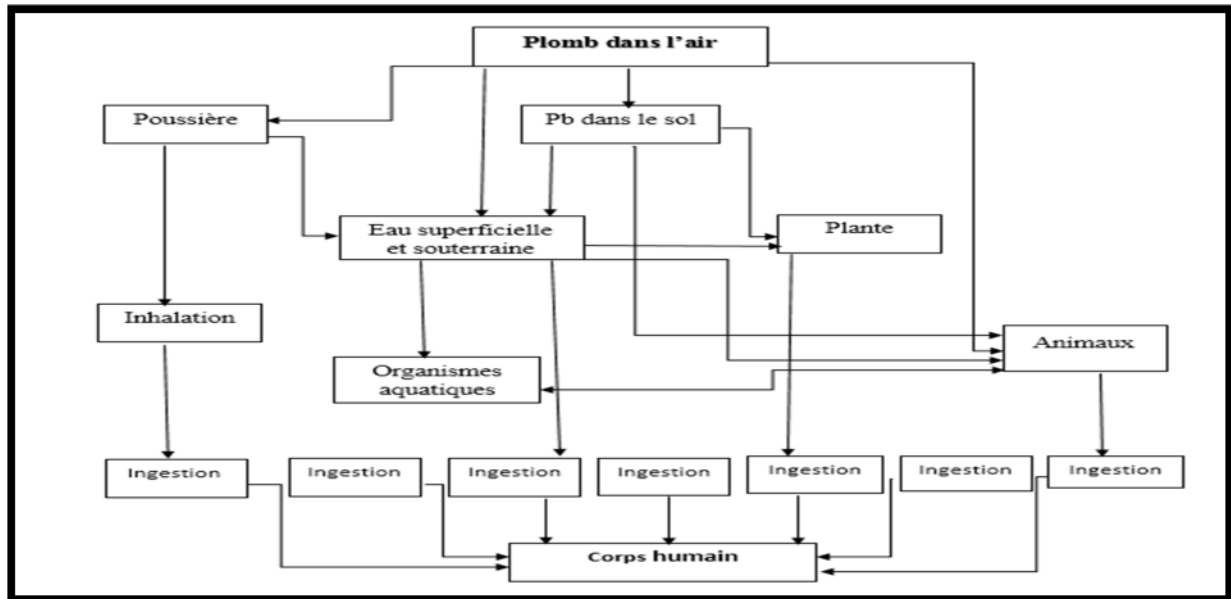 Plomb dans l'air
Poussière
Pb dans le sol
Eau superficielle
et souterraine
Plante
Inhalation
Animaux
Organismes
aquatiques
Ingestion
Ingestion
Ingestion
Ingestion
Ingestion
Ingestion
Ingestion
Corps humain